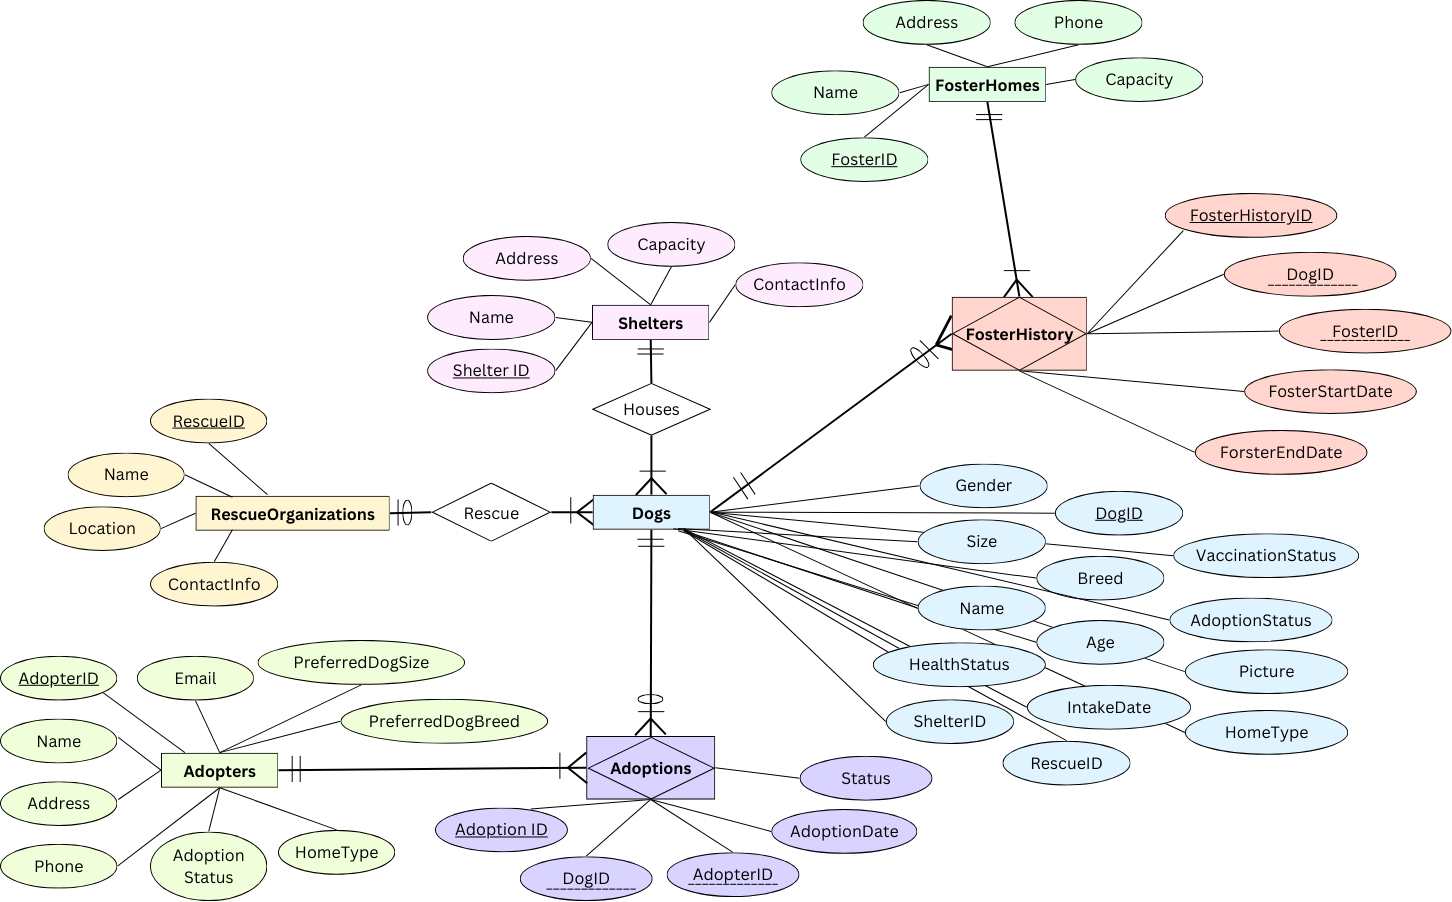 Address
Phone
FosterHomes
Capacity
Name
FosterID
FosterHistoryID
DogID
FosterID
FosterHistory
FosterStartDate
ForsterEndDate
Address
Capacity
ContactInfo
Name
Shelters
Shelter ID
Houses
RescueID
Name
Location
RescueOrganizations
ContactInfo
Rescue
Dogs
Gender
DogID
Size
VaccinationStatus
Breed
Name
AdoptionStatus
Age
HealthStatus
Picture
IntakeDate
ShelterID
HomeType
RescueID
AdopterID
Email
PreferredDogSize
PreferredDogBreed
Name
Adopters
Address
Phone
Adoption
Status
HomeType
Adoptions
Status
Adoption ID
AdoptionDate
DogID
AdopterID